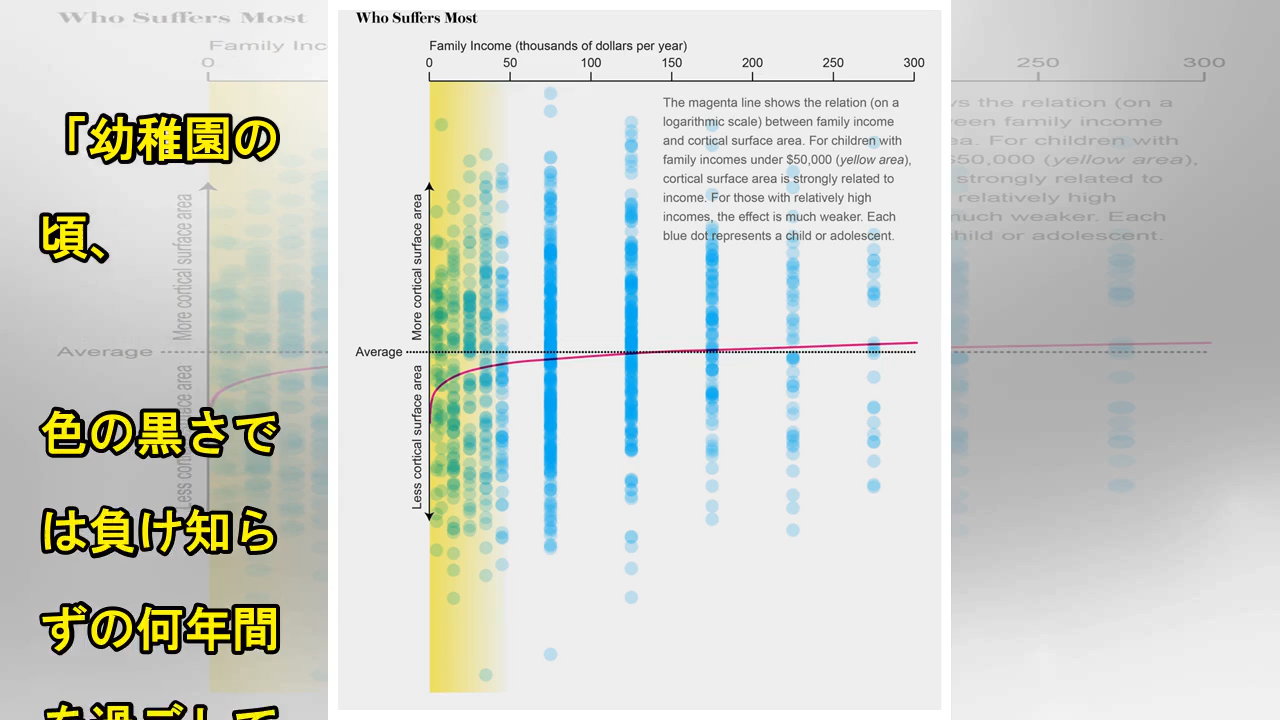 「幼稚園の
頃、
色の黒さで
は負け知ら
ずの何年間
を過ごして
Who Suffers Most
Family Income (thousands of dollars per year)
0 50 100 150 200 250 300
The magenta line shows the relation (on a
logarithmic scale) between family income
and cortical surface area. For children with
family incomes under $50,000 (yellow area),
cortical surface area is strongly related to
income. For those with relatively high
incomes, the effect is much weaker. Each
blue dot represents a child or adolescent.
More cortical surface area
Average
Less cortical surface area